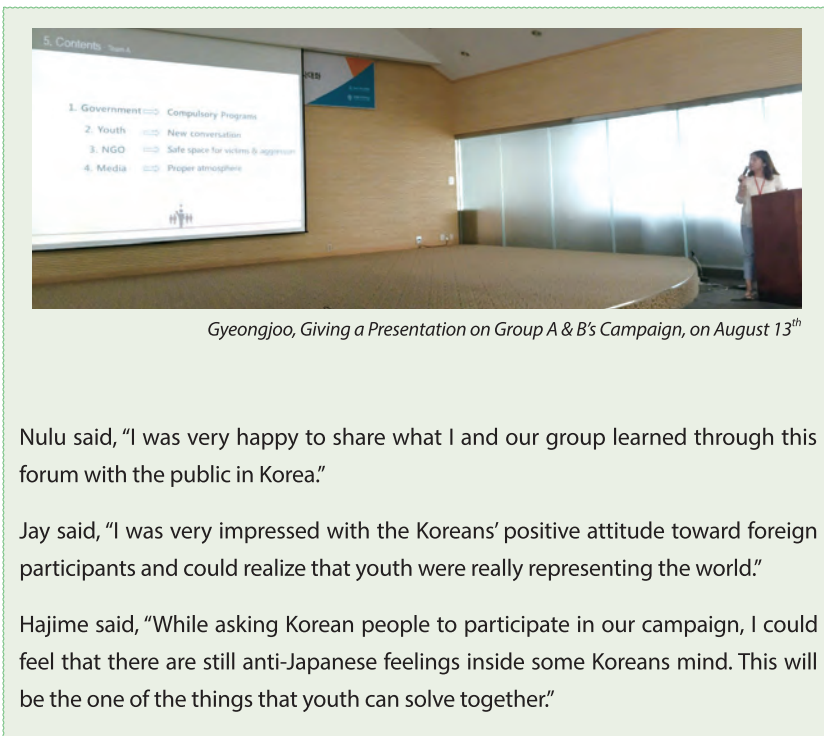 5. Contents Team A
1. Government ⇒ Compulsory Programs
2. Youth ⇒ New conversation
3. NGO ⇒ Safe space for victims & aggressor
4. Media ⇒ Proper atmosphere
Gyeongjoo, Giving a Presentation on Group A & B's Campaign, on August 13th
Nulu said, “I was very happy to share what I and our group learned through this
forum with the public in Korea.”
Jay said, “I was very impressed with the Koreans’ positive attitude toward foreign
participants and could realize that youth were really representing the world.”
Hajime said, “While asking Korean people to participate in our campaign, I could
feel that there are still anti-Japanese feelings inside some Koreans mind. This will
be the one of the things that youth can solve together.”